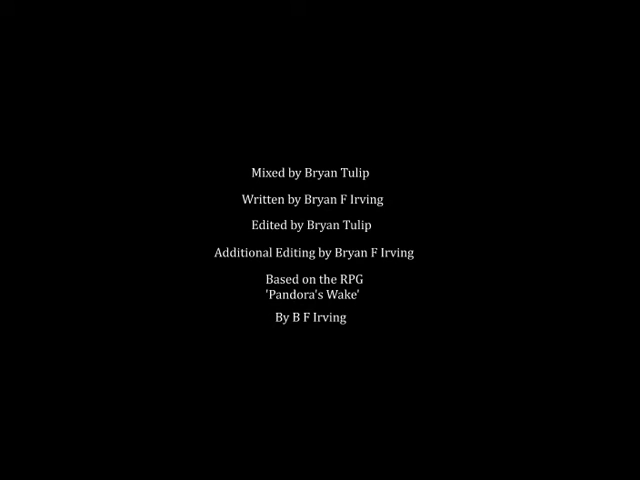 Mixed by Bryan Tulip
Written by Bryan F Irving
Edited by Bryan Tulip
Additional Editing by Bryan F Irving
Based on the RPG
'Pandora's Wake'
By B F Irving